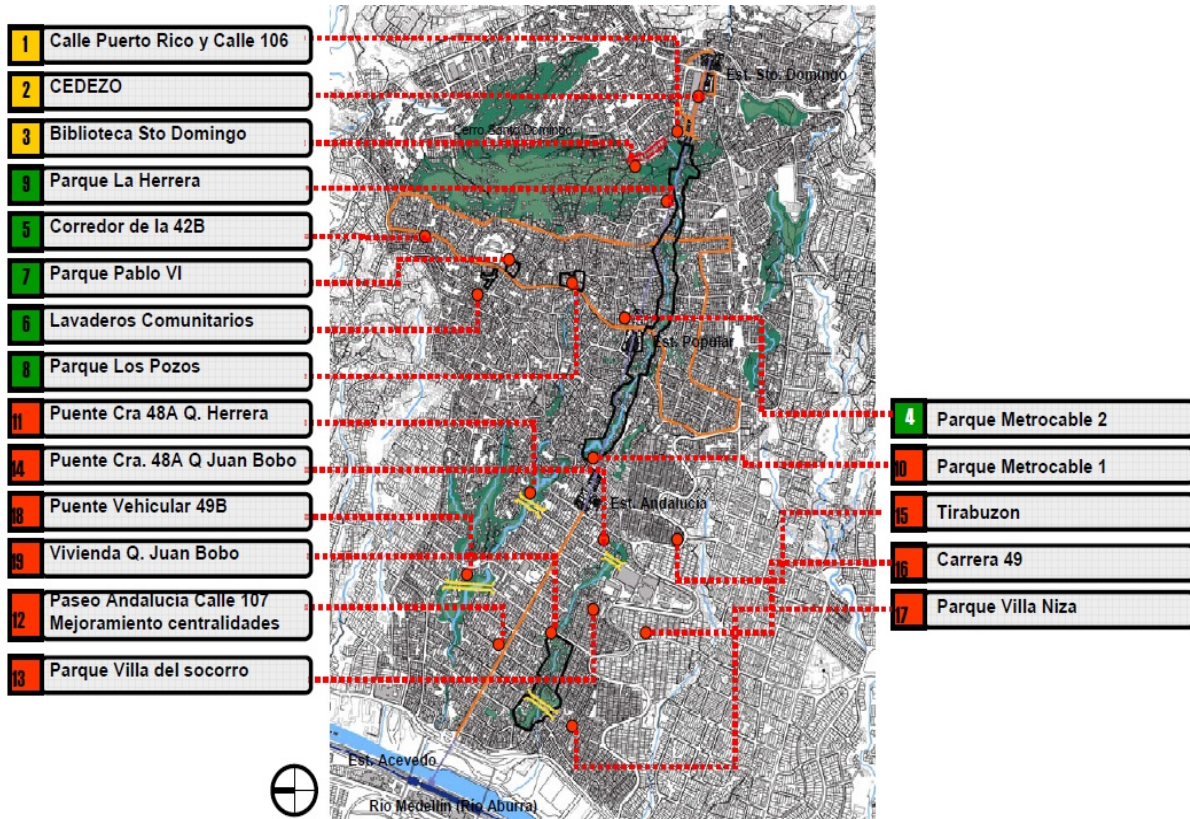 1 Calle Puerto Rico y Calle 106
2 CEDEZO
3 Biblioteca Sto Domingo
9 Parque La Herrera
5 Corredor de la 42B
7 Parque Pablo VI
6 Lavaderos Comunitarios
8 Parque Los Pozos
11 Puente Cra 48A Q. Herrera
14 Puente Cra. 48A Q Juan Bobo
18 Puente Vehicular 49B
19 Vivienda Q. Juan Bobo
12 Paseo Andalucia Calle 107
Mejoramiento centralidades
13 Parque Villa del socorro
Est. Sto. Domingo
Cerro Santo Domingo
Est. Popular
Est. Andalucia
Est. Acevedo
Rio Medellin (Rio Aburra)
4 Parque Metrocable 2
10 Parque Metrocable 1
15 Tirabuzon
16 Carrera 49
17 Parque Villa Niza